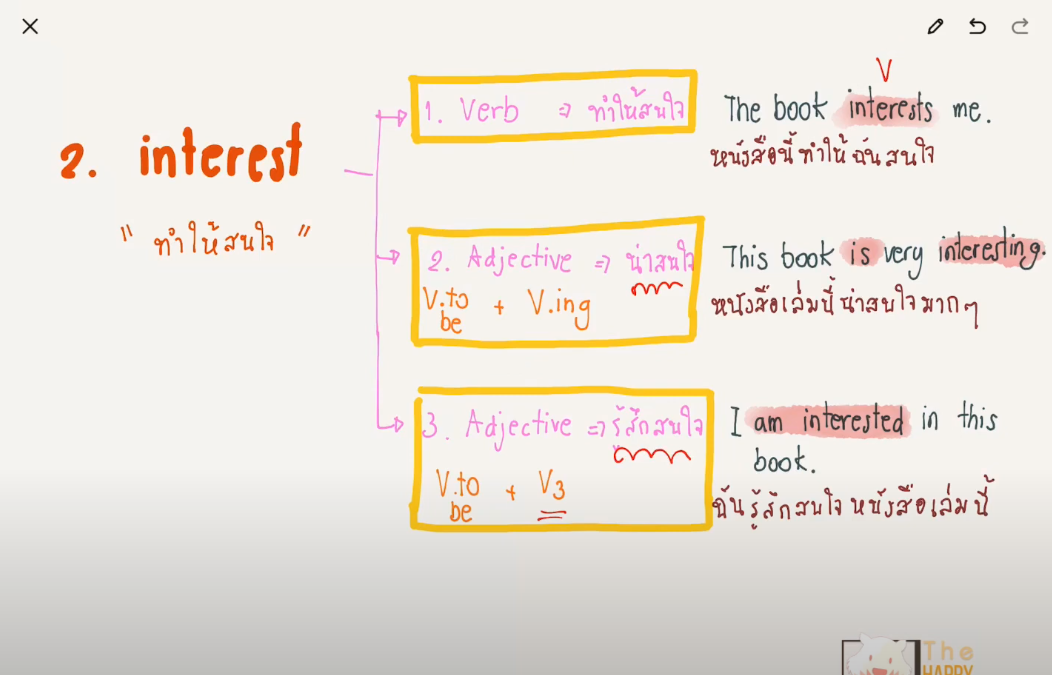 2. interest
" ทำให้สนใจ "
1. Verb ⇒ ทำให้สนใจ
V
The book interests me.
หนังสือนี้ทำให้ฉันสนใจ
2. Adjective ⇒ น่าสนใจ
V.to be + V.ing
This book is very interesting.
หนังสือเล่มนี้น่าสนใจมากๆ
3. Adjective ⇒ รู้สึกสนใจ
V.to be + V3
I am interested in this
book.
ฉันรู้สึกสนใจหนังสือเล่มนี้
The
HAPPY